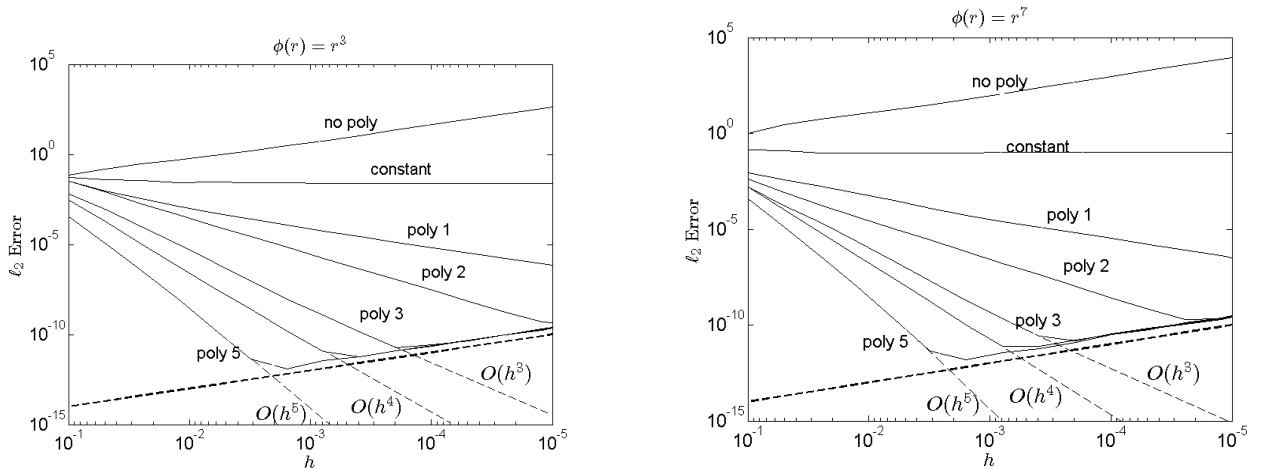 ϕ(r) = r³
10⁵
10⁰
10⁻⁵
10⁻¹⁰
10⁻¹⁵
ℓ₂ Error
no poly
constant
poly 1
poly 2
poly 3
poly 5
O(h³)
O(h⁴)
O(h⁵)
10⁻¹ 10⁻² 10⁻³ 10⁻⁴ 10⁻⁵
h
ϕ(r) = r⁷
10⁵
10⁰
10⁻⁵
10⁻¹⁰
10⁻¹⁵
ℓ₂ Error
no poly
constant
poly 1
poly 2
poly 3
poly 5
O(h³)
O(h⁴)
O(h⁵)
10⁻¹ 10⁻² 10⁻³ 10⁻⁴ 10⁻⁵
h